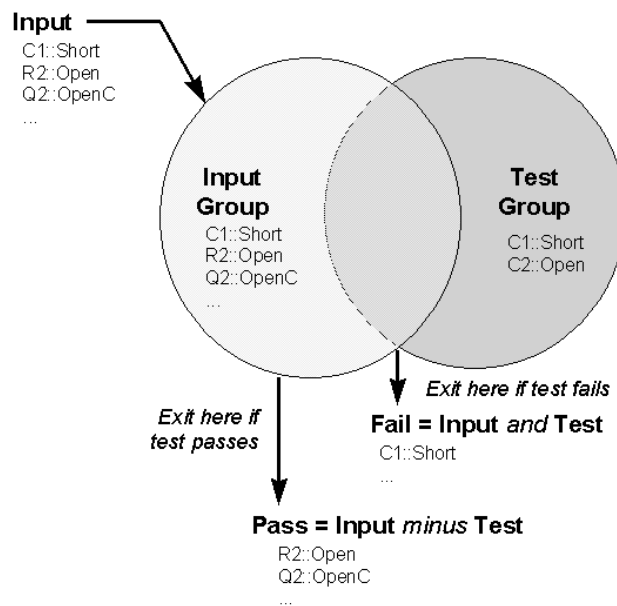 Input
C1::Short
R2::Open
Q2::OpenC
...
Input
Group
C1::Short
R2::Open
Q2::OpenC
...
Test
Group
C1::Short
C2::Open
Exit here if
test passes
Exit here if test fails
Fail = Input and Test
C1::Short
...
Pass = Input minus Test
R2::Open
Q2::OpenC
...